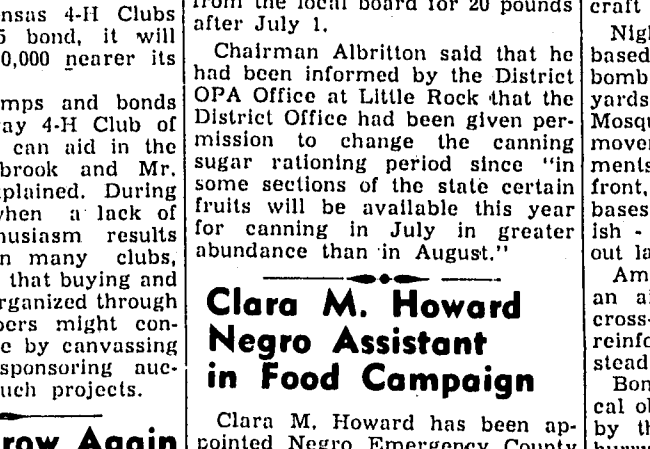 nsas 4-H Clubs
bond, it will
0,000 nearer its
mps and bonds
ay 4-H Club of
can aid in the
brook and Mr.
plained. During
when a lack of
husiasm results
n many clubs,
that buying and
rganized through
bers might con-
e by canvassing
sponsoring auc-
uch projects.
row Again
from the local board for 20 pounds
after July 1.
Chairman Albritton said that he
had been informed by the District
OPA Office at Little Rock that the
District Office had been given per-
mission to change the canning
sugar rationing period since "in
some sections of the state certain
fruits will be available this year
for canning in July in greater
abundance than in August."
Clara M. Howard
Negro Assistant
in Food Campaign
Clara M. Howard has been ap-
pointed Negro Emergency County
craft
Nig
based
bomb
yards
Mosq
move
ments
front,
bases
ish -
out la
Am
an ai
cross-
reinfo
stead
Bon
cal o
by th